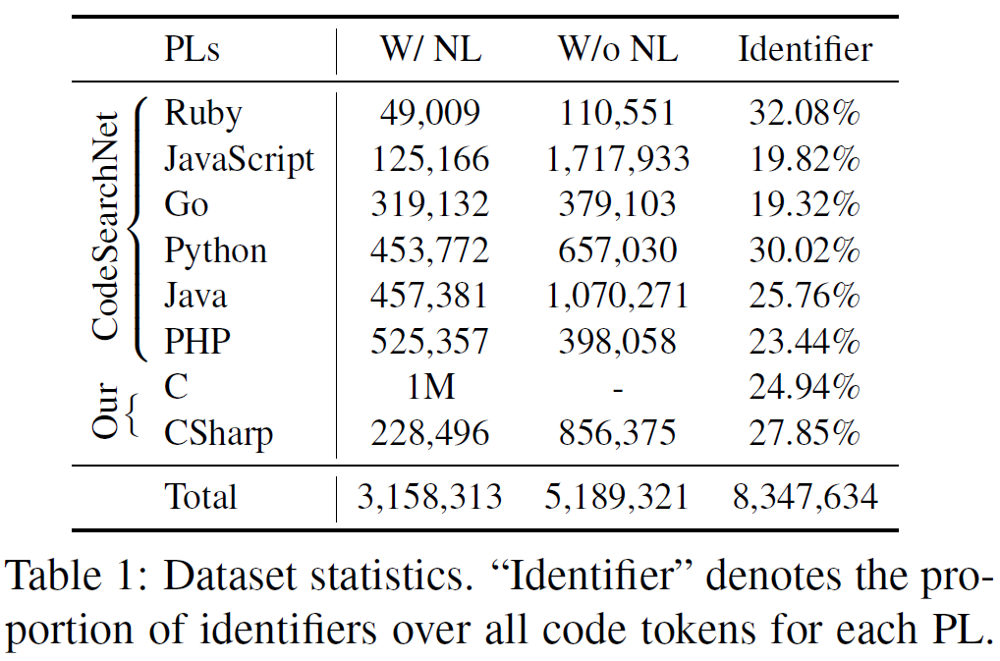 PLs W/ NL W/o NL Identifier
CodeSearchNet
Ruby 49,009 110,551 32.08%
JavaScript 125,166 1,717,933 19.82%
Go 319,132 379,103 19.32%
Python 453,772 657,030 30.02%
Java 457,381 1,070,271 25.76%
PHP 525,357 398,058 23.44%
Our
C 1M - 24.94%
CSharp 228,496 856,375 27.85%
Total 3,158,313 5,189,321 8,347,634
Table 1: Dataset statistics. “Identifier” denotes the pro-
portion of identifiers over all code tokens for each PL.